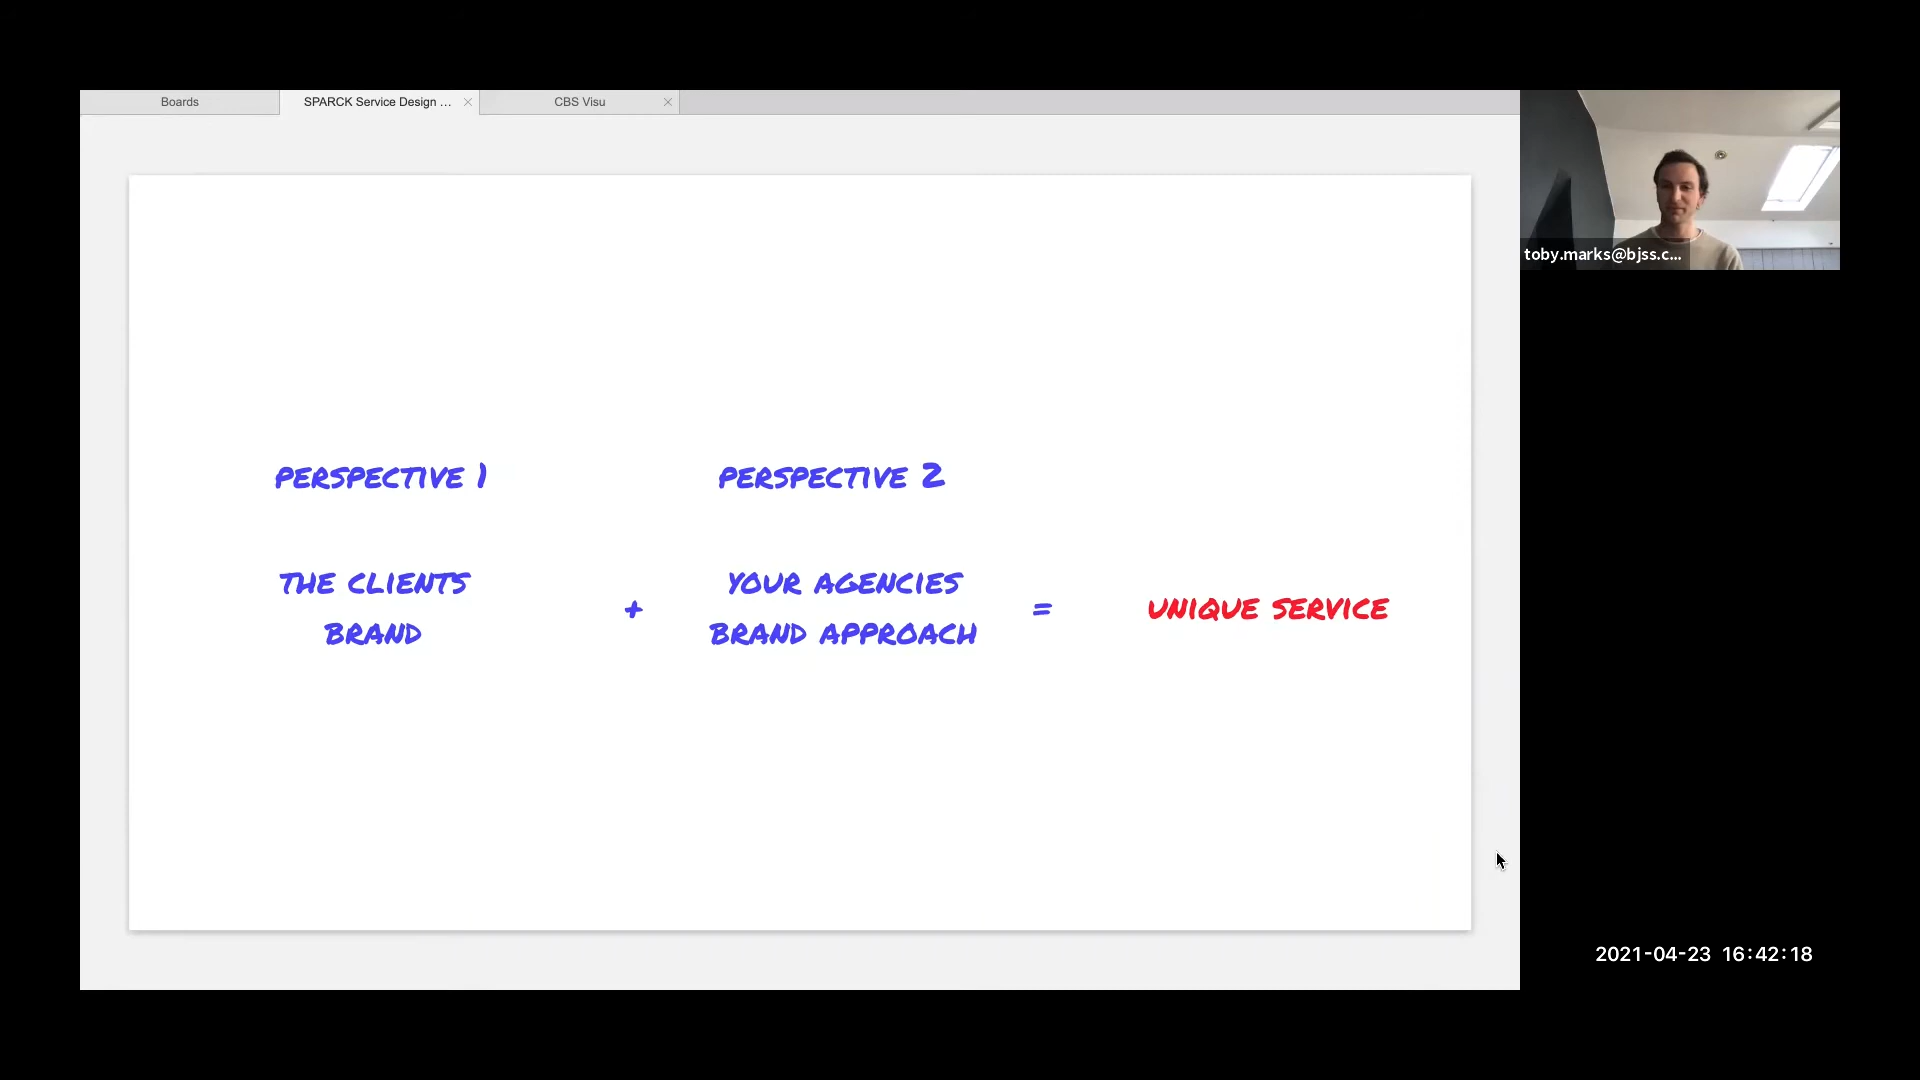 Boards
SPARCK Service Design ...
CBS Visu
toby.marks@bjss.c...
PERSPECTIVE 1
PERSPECTIVE 2
THE CLIENTS
BRAND
+
YOUR AGENCIES
BRAND APPROACH
=
UNIQUE SERVICE
2021-04-23 16:42:18